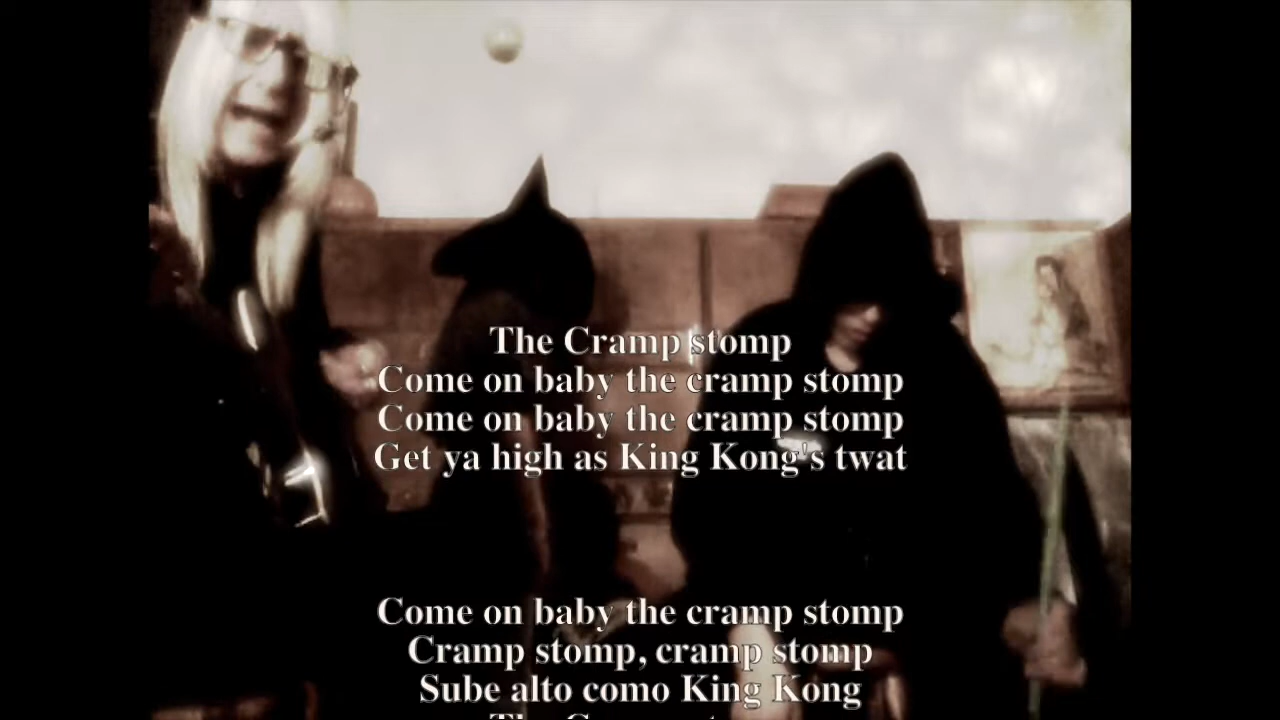 The Cramp stomp
Come on baby the cramp stomp
Come on baby the cramp stomp
Get ya high as King Kong's twat
Come on baby the cramp stomp
Cramp stomp, cramp stomp
Sube alto como King Kong